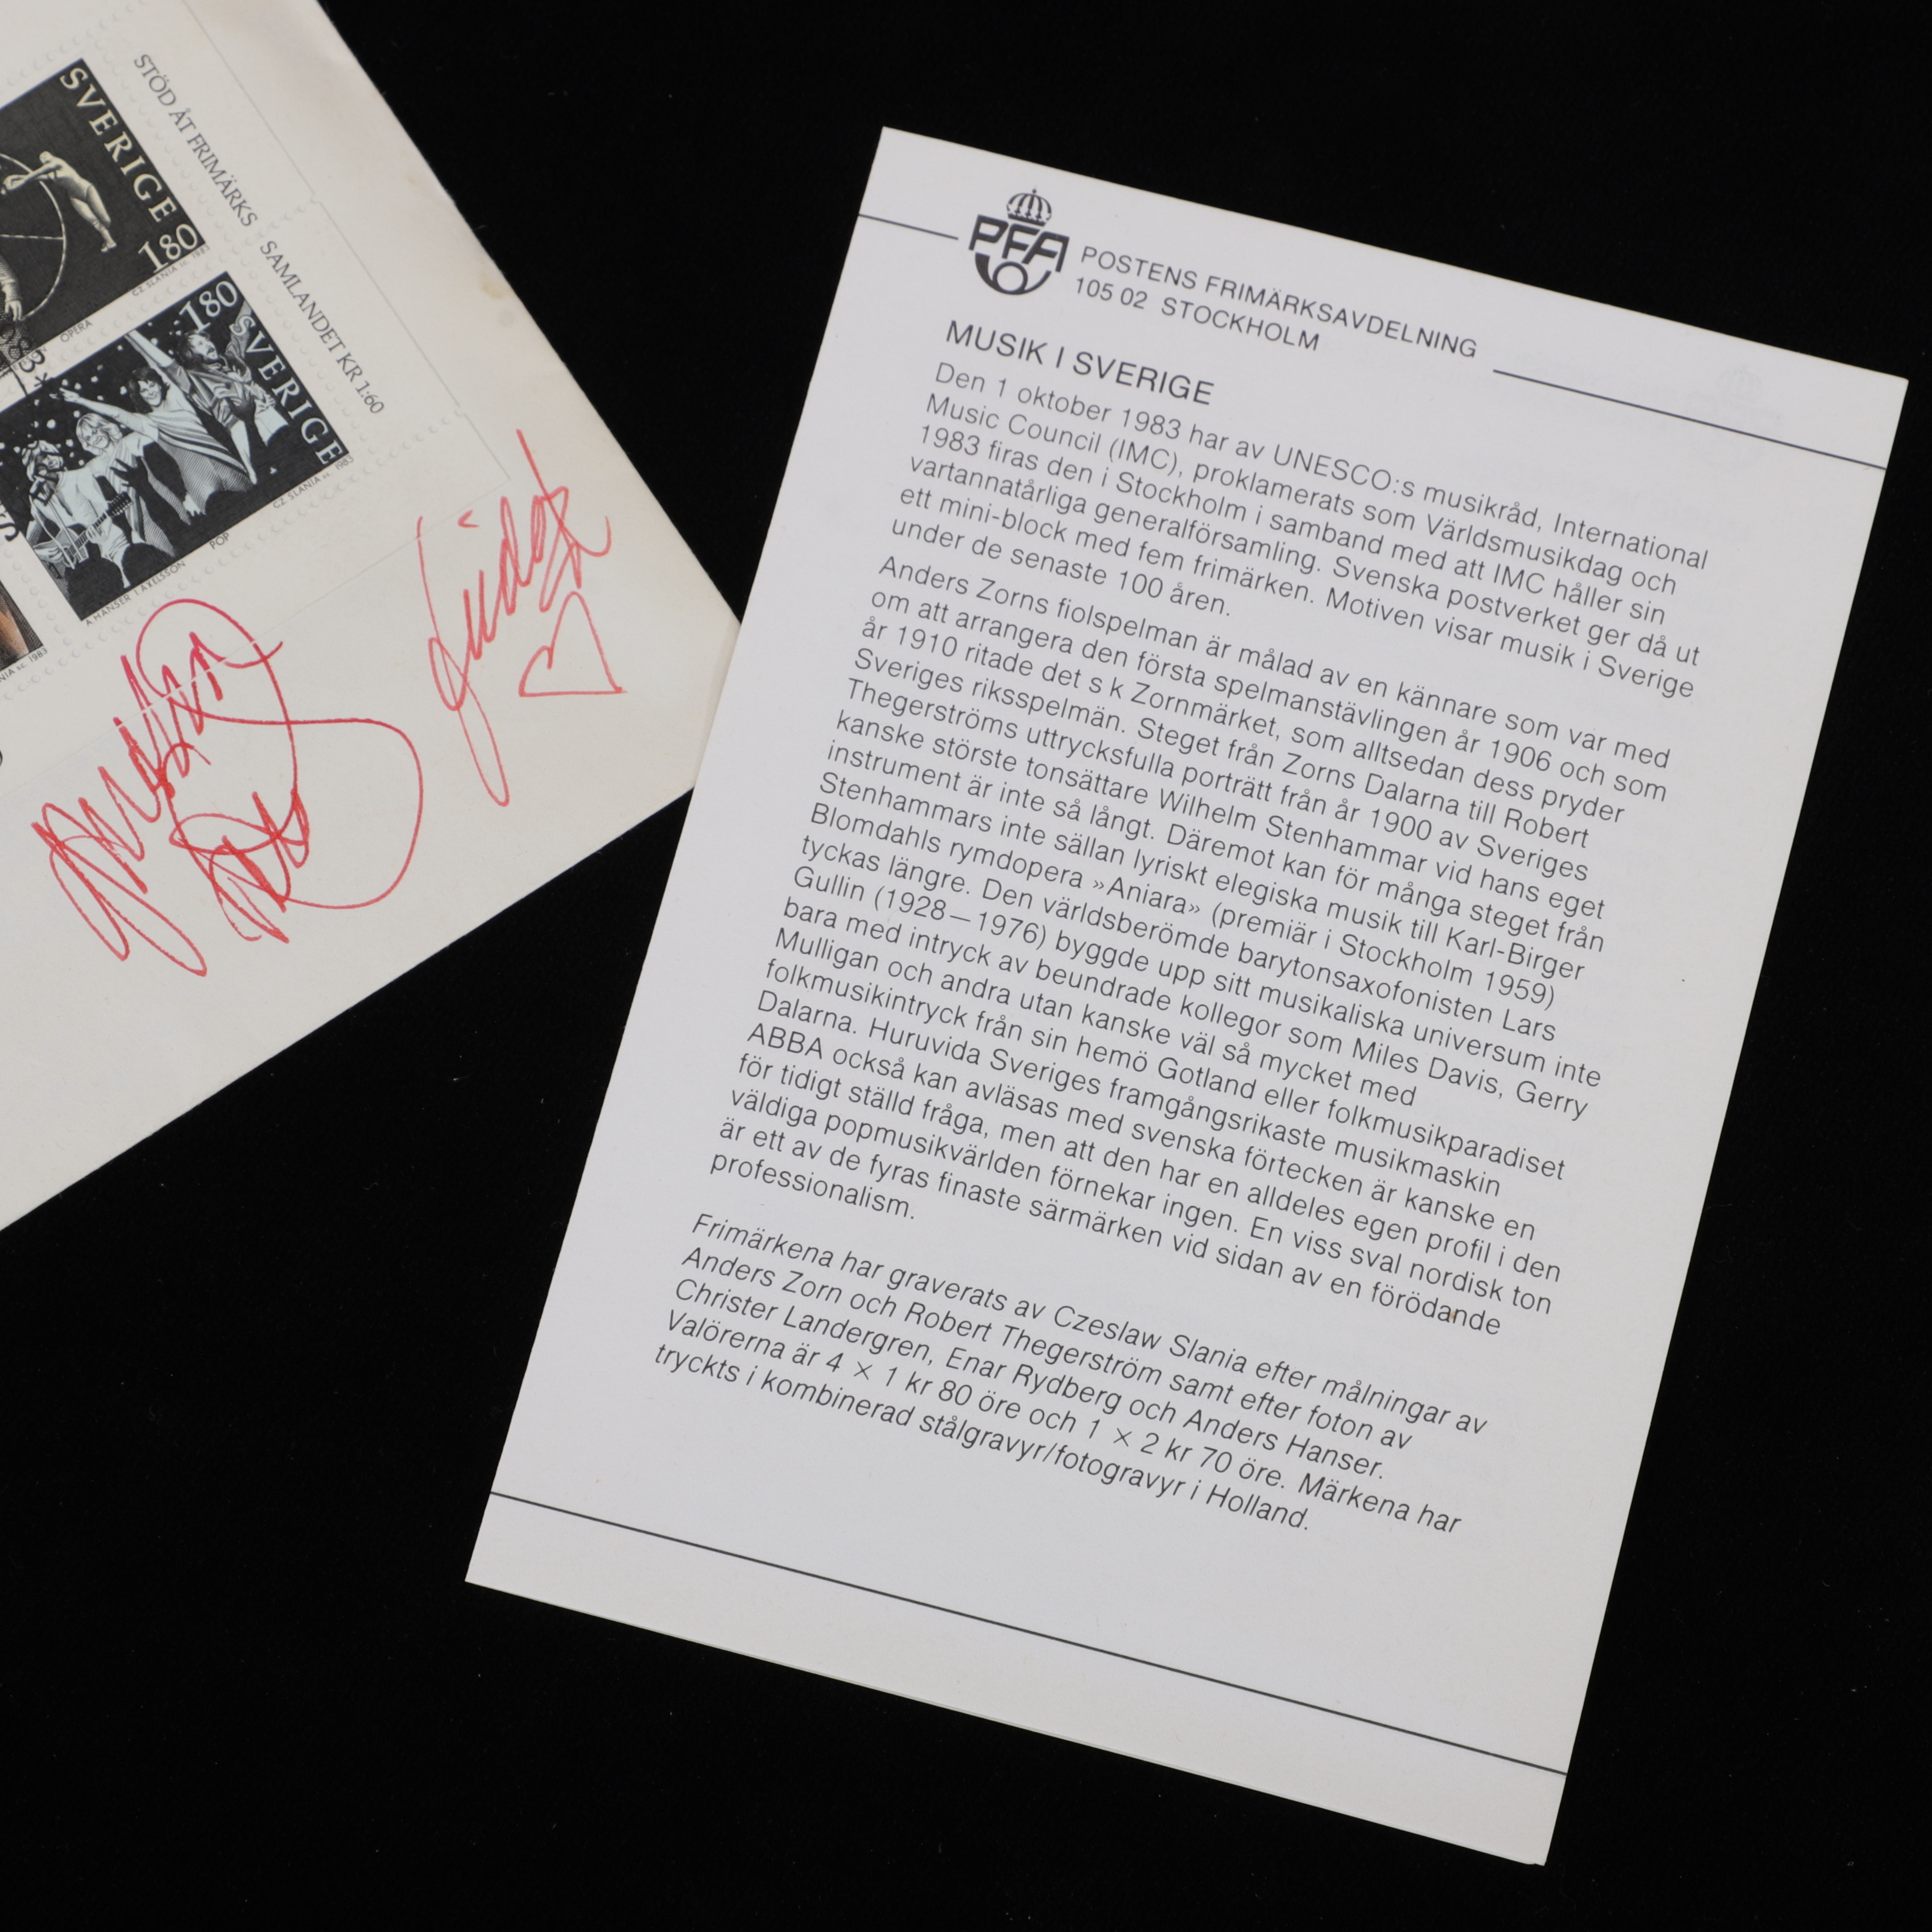 SVERIGE
180
CZ SLANIA sc. 1983
OPERA
STÖD ÅT FRIMÄRKS SAMLANDET KR 1:60
180 SVERIGE
CZ SLANIA sc. 1983
POP
A. HANSER I AXELSSON
PFA
POSTENS FRIMÄRKSAVDELNING
105 02 STOCKHOLM
MUSIK I SVERIGE
Den 1 oktober 1983 har av UNESCO:s musikråd, International
Music Council (IMC), proklamerats som Världsmusikdag och
1983 firas den i Stockholm i samband med att IMC håller sin
vartannatårliga generalförsamling. Svenska postverket ger då ut
ett mini-block med fem frimärken. Motiven visar musik i Sverige
under de senaste 100 åren.
Anders Zorns fiolspelman är målad av en kännare som var med
om att arrangera den första spelmanstävlingen år 1906 och som
år 1910 ritade det s k Zornmärket, som alltsedan dess pryder
Sveriges riksspelmän. Steget från Zorns Dalarna till Robert
Thegerströms uttrycksfulla porträtt från år 1900 av Sveriges
kanske störste tonsättare Wilhelm Stenhammar vid hans eget
instrument är inte så långt. Däremot kan för många steget från
Stenhammars inte sällan lyriskt elegiska musik till Karl-Birger
Blomdahls rymdopera »Aniara» (premiär i Stockholm 1959)
tyckas längre. Den världsberömde barytonsaxofonisten Lars
Gullin (1928–1976) byggde upp sitt musikaliska universum inte
bara med intryck av beundrade kollegor som Miles Davis, Gerry
Mulligan och andra utan kanske väl så mycket med
folkmusikintryck från sin hemö Gotland eller folkmusikparadiset
Dalarna. Huruvida Sveriges framgångsrikaste musikmaskin
ABBA också kan avläsas med svenska förtecken är kanske en
för tidigt ställd fråga, men att den har en alldeles egen profil i den
väldiga popmusikvärlden förnekar ingen. En viss sval nordisk ton
är ett av de fyras finaste särmärken vid sidan av en förödande
professionalism.
Frimärkena har graverats av Czeslaw Slania efter målningar av
Anders Zorn och Robert Thegerström samt efter foton av
Christer Landergren, Enar Rydberg och Anders Hanser.
Valörerna är 4 × 1 kr 80 öre och 1 × 2 kr 70 öre. Märkena har
tryckts i kombinerad stålgravyr/fotogravyr i Holland.